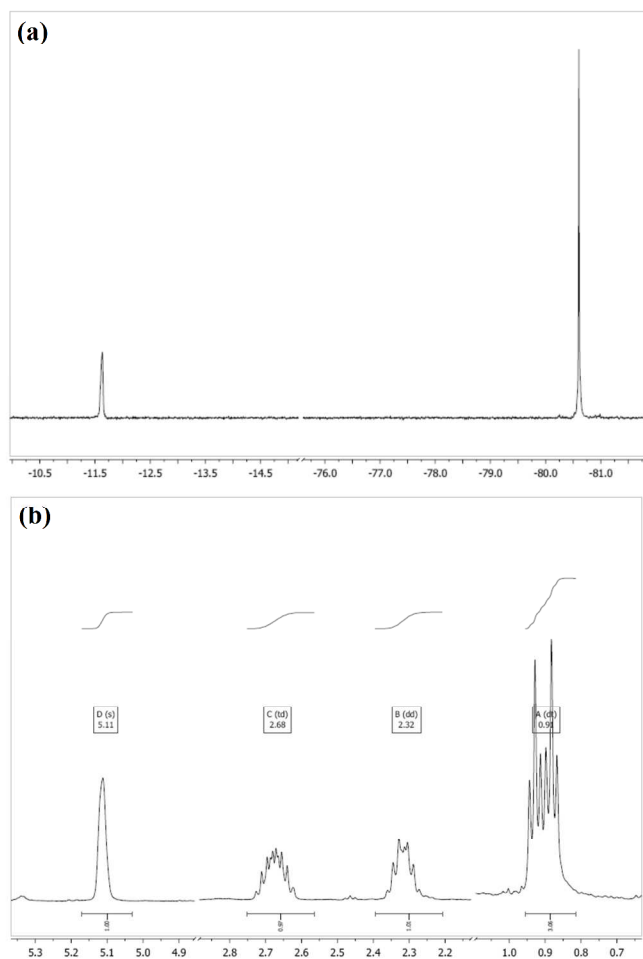 (a)
-10.5 -11.5 -12.5 -13.5 -14.5 -76.0 -77.0 -78.0 -79.0 -80.0 -81.0
(b)
D (s) C (td) B (dd) A (dt)
5.11 2.68 2.32 0.91
1.00 0.97 1.01 3.06
5.3 5.2 5.1 5.0 4.9 2.8 2.7 2.6 2.5 2.4 2.3 2.2 1.0 0.9 0.8 0.7